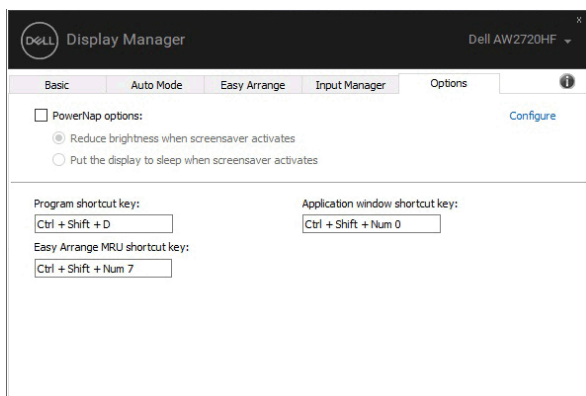 DELL Display Manager
Dell AW2720HF
x
Basic
Auto Mode
Easy Arrange
Input Manager
Options
i
PowerNap options:
Configure
Reduce brightness when screensaver activates
Put the display to sleep when screensaver activates
Program shortcut key:
Application window shortcut key:
Ctrl + Shift + D
Ctrl + Shift + Num 0
Easy Arrange MRU shortcut key:
Ctrl + Shift + Num 7